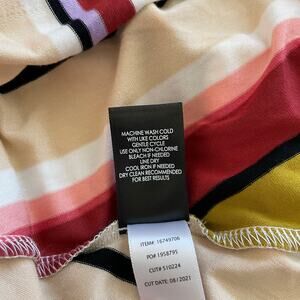 MACHINE WASH COLD
WITH LIKE COLORS
GENTLE CYCLE
USE ONLY NON-CHLORINE
BLEACH IF NEEDED
LINE DRY
COOL IRON IF NEEDED
DRY CLEAN RECOMMENDED
FOR BEST RESULTS
ITEM# 16749706
PO# 1958795
CUT# 510224
CUT DATE: 08/2021